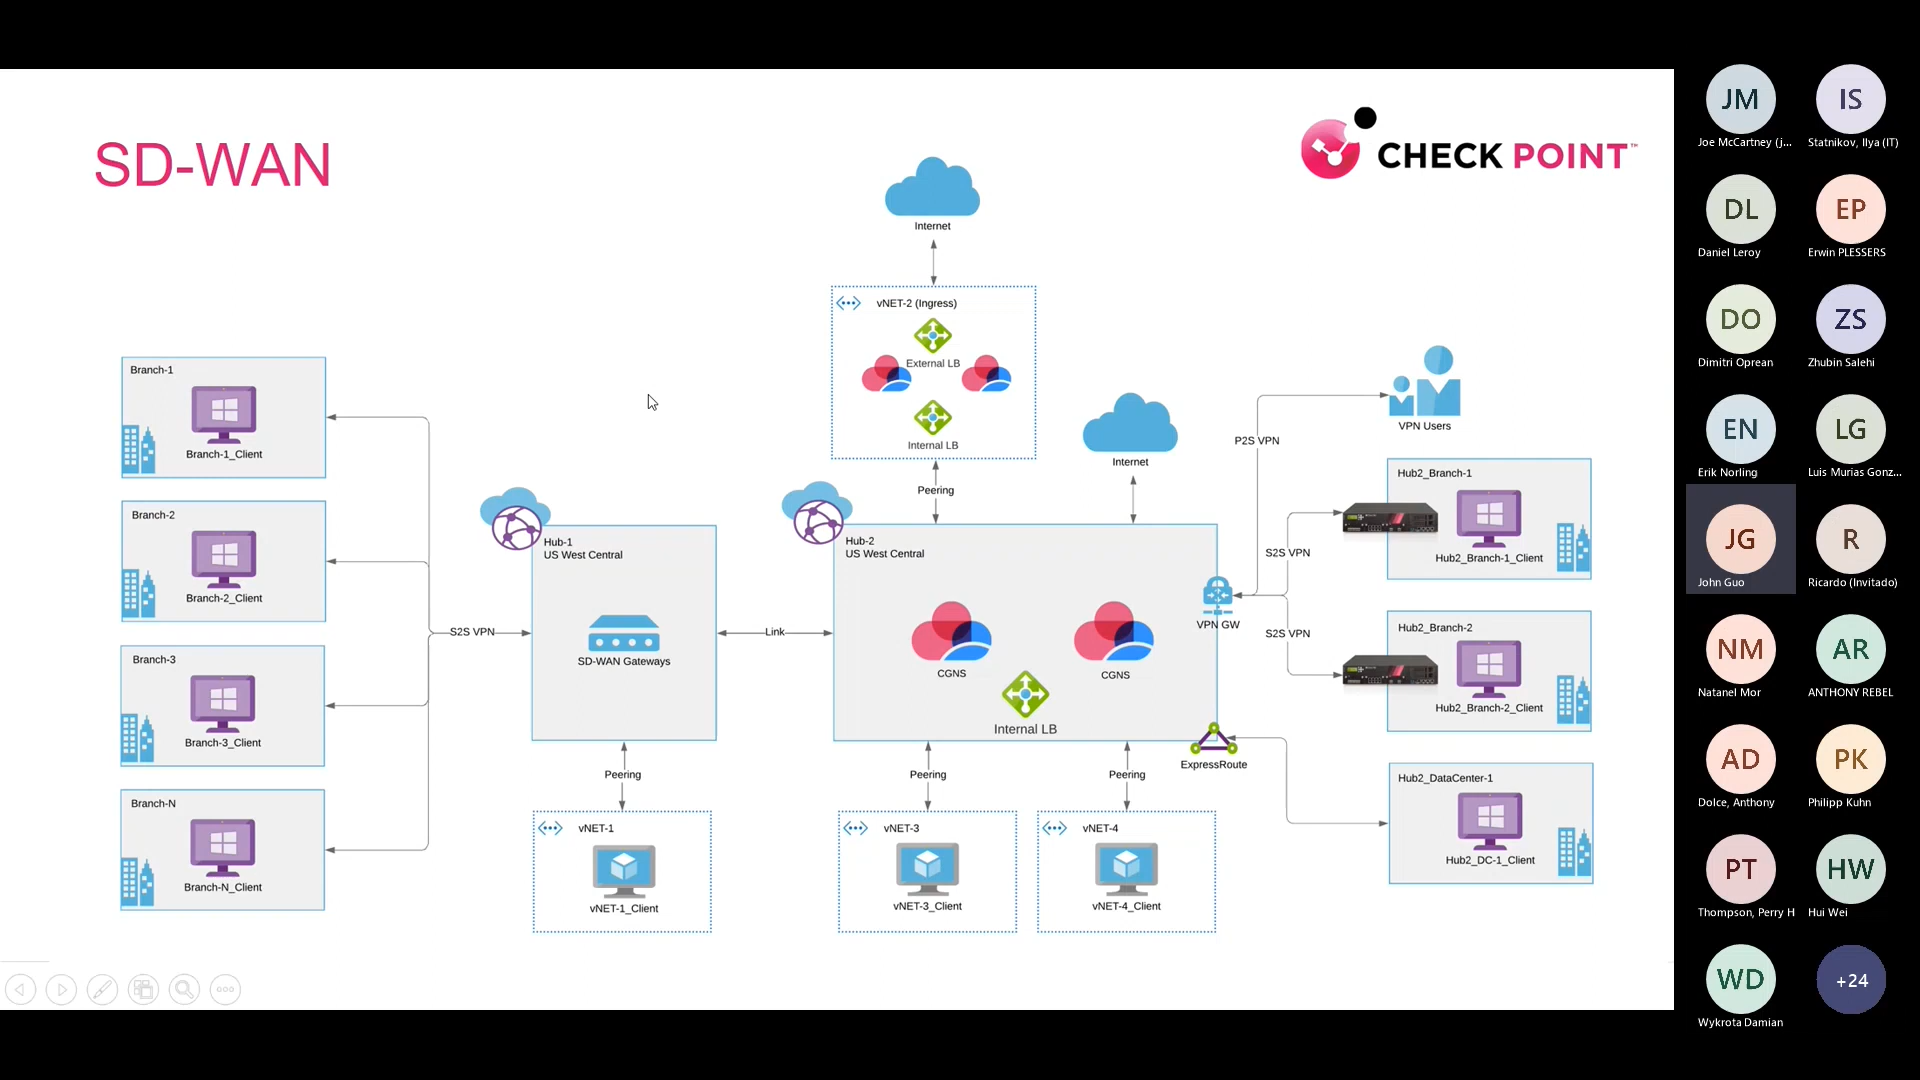 SD-WAN
CHECK POINT™
Internet
vNET-2 (Ingress)
External LB
Internal LB
Peering
Internet
Branch-1
Branch-1_Client
Branch-2
Branch-2_Client
Branch-3
Branch-3_Client
Branch-N
Branch-N_Client
S2S VPN
Hub-1
US West Central
SD-WAN Gateways
Link
Hub-2
US West Central
CGNS
CGNS
Internal LB
VPN GW
ExpressRoute
P2S VPN
VPN Users
S2S VPN
S2S VPN
Hub2_Branch-1
Hub2_Branch-1_Client
Hub2_Branch-2
Hub2_Branch-2_Client
Hub2_DataCenter-1
Hub2_DC-1_Client
Peering
Peering
Peering
vNET-1
vNET-1_Client
vNET-3
vNET-3_Client
vNET-4
vNET-4_Client
JM
Joe McCartney (j...
IS
Statnikov, Ilya (IT)
DL
Daniel Leroy
EP
Erwin PLESSERS
DO
Dimitri Oprean
ZS
Zhubin Salehi
EN
Erik Norling
LG
Luis Murias Gonz...
JG
John Guo
R
Ricardo (Invitado)
NM
Natanel Mor
AR
ANTHONY REBEL
AD
Dolce, Anthony
PK
Philipp Kuhn
PT
Thompson, Perry H
HW
Hui Wei
WD
Wykrota Damian
+24